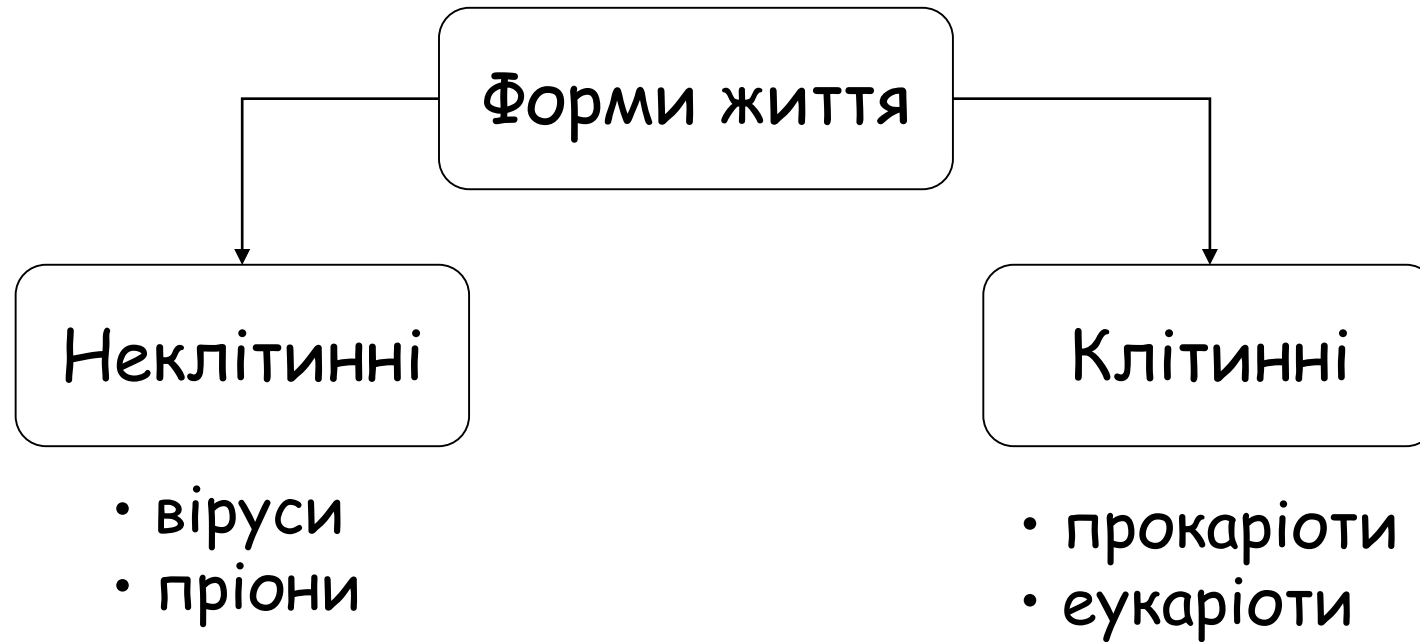 Форми життя
Неклітинні
Клітинні
• віруси
• пріони
• прокаріоти
• еукаріоти